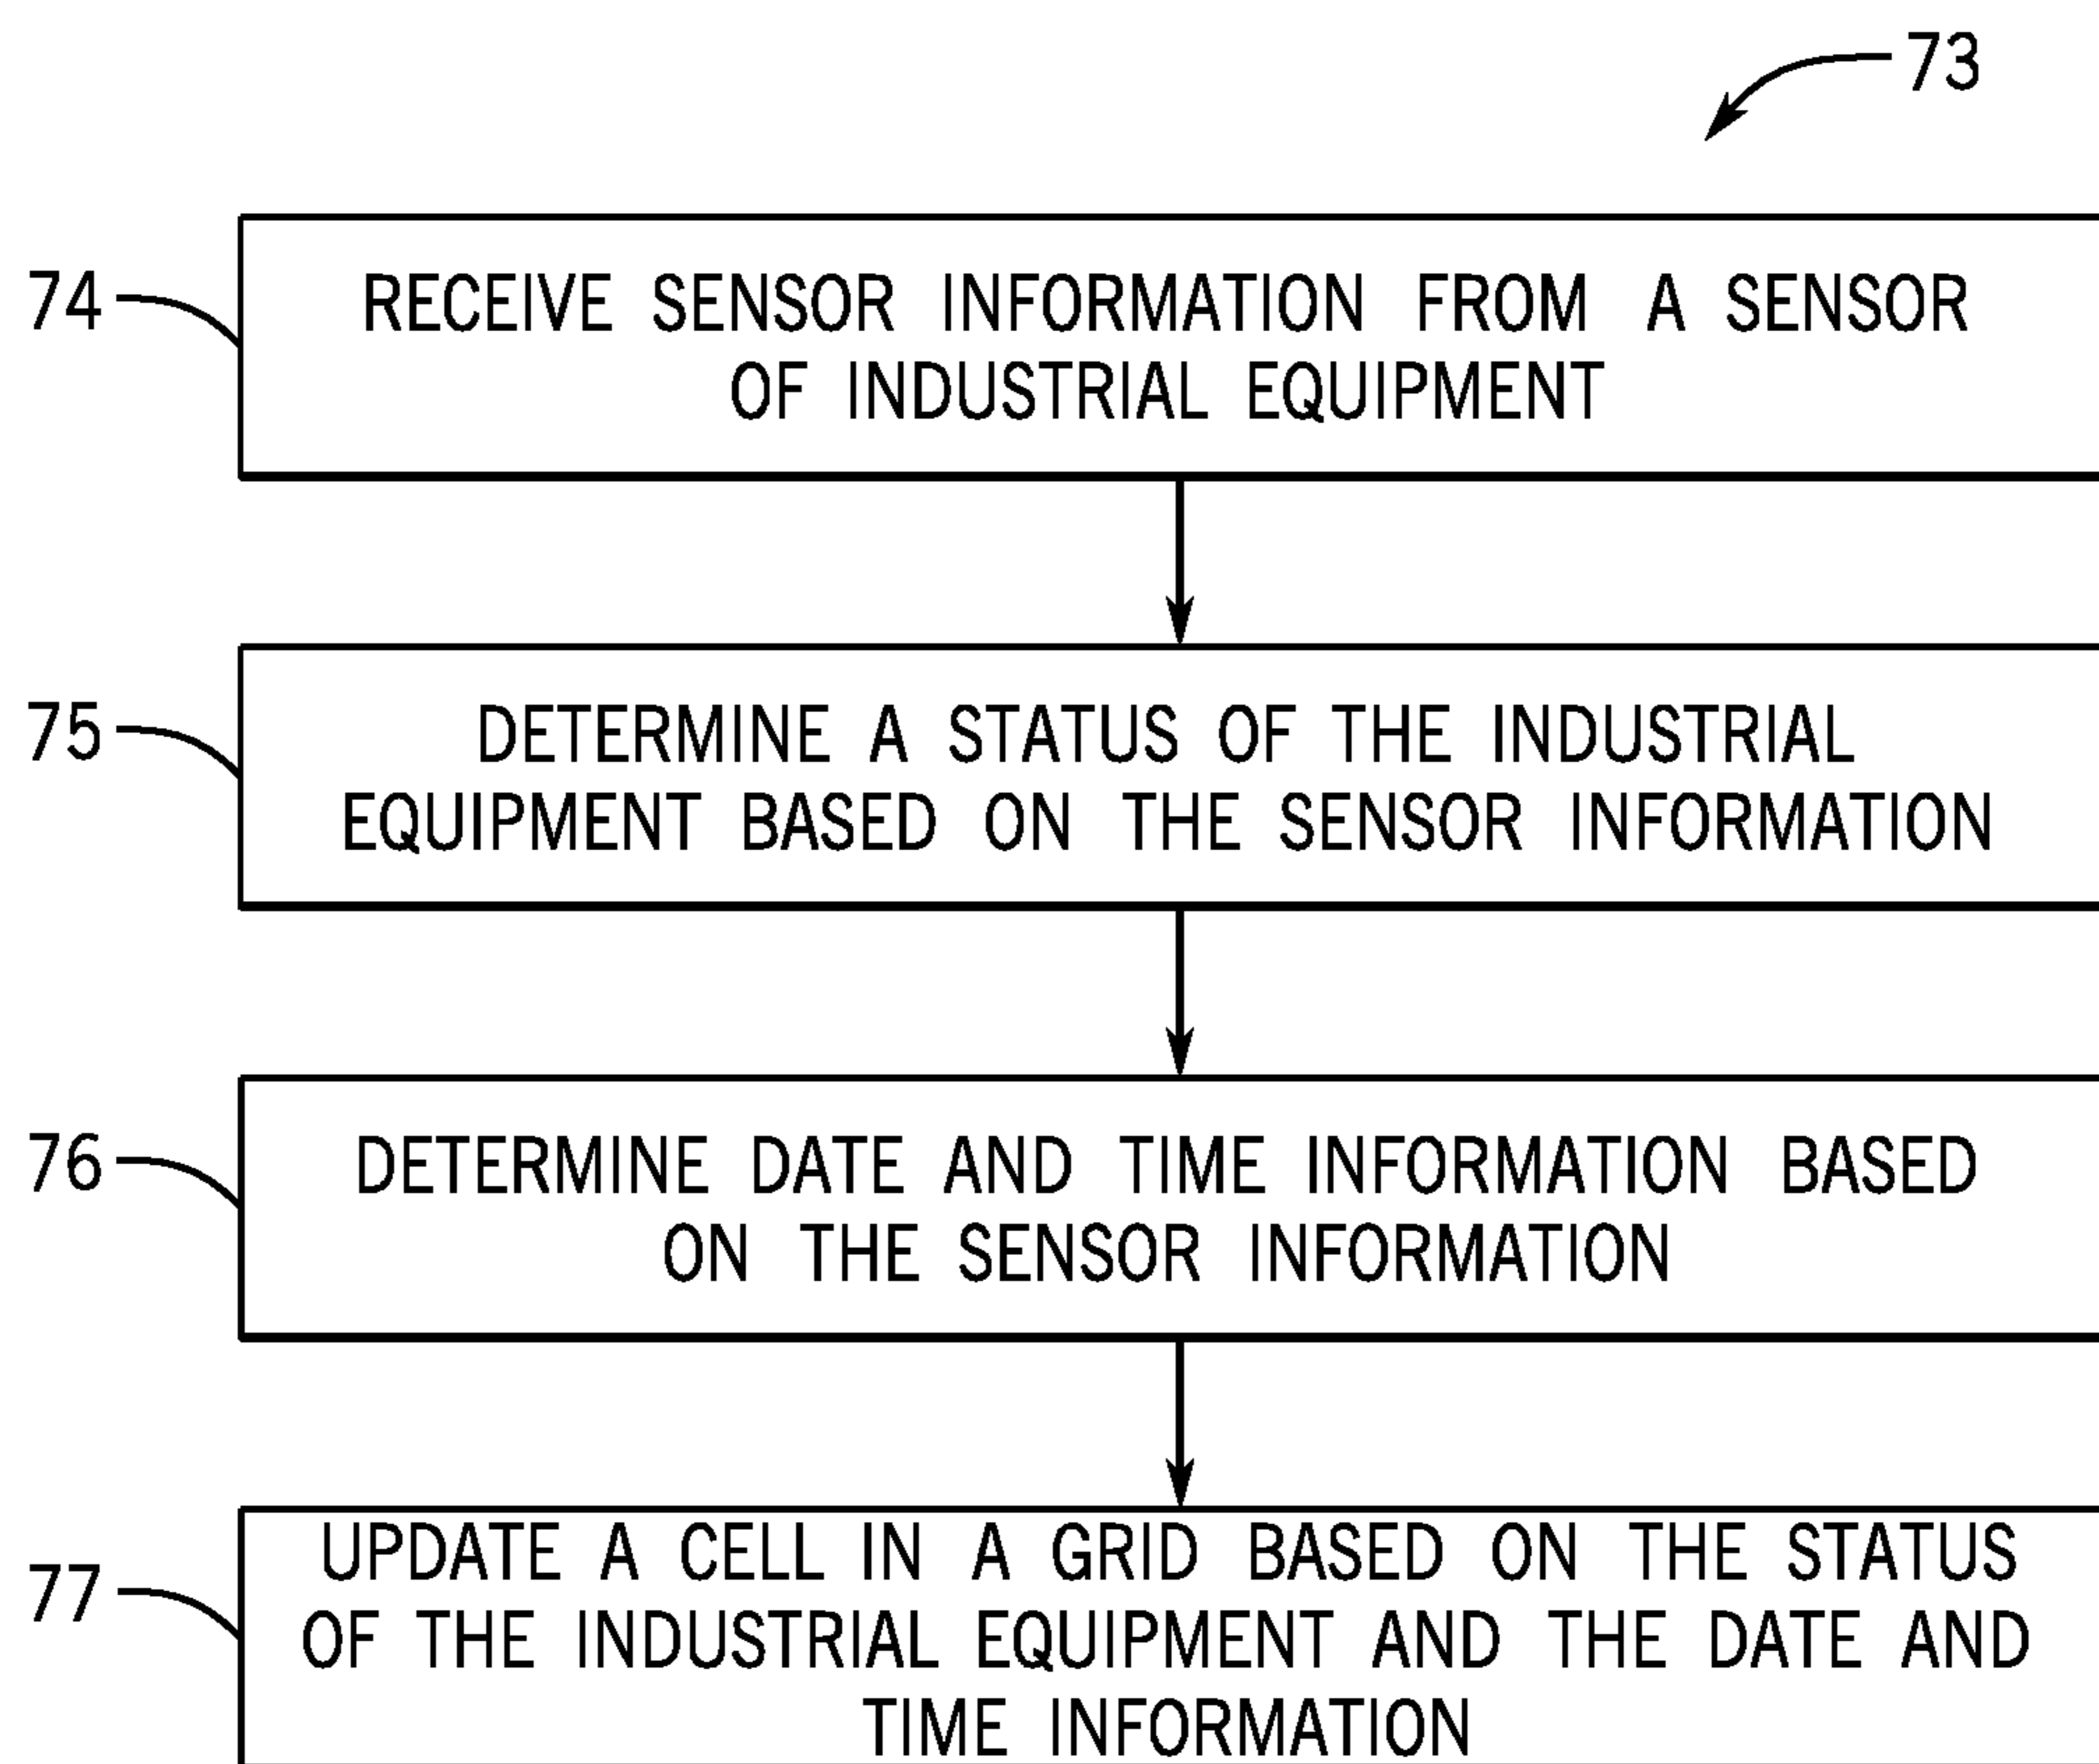 73
74
RECEIVE SENSOR INFORMATION FROM A SENSOR
OF INDUSTRIAL EQUIPMENT
75
DETERMINE A STATUS OF THE INDUSTRIAL
EQUIPMENT BASED ON THE SENSOR INFORMATION
76
DETERMINE DATE AND TIME INFORMATION BASED
ON THE SENSOR INFORMATION
77
UPDATE A CELL IN A GRID BASED ON THE STATUS
OF THE INDUSTRIAL EQUIPMENT AND THE DATE AND
TIME INFORMATION